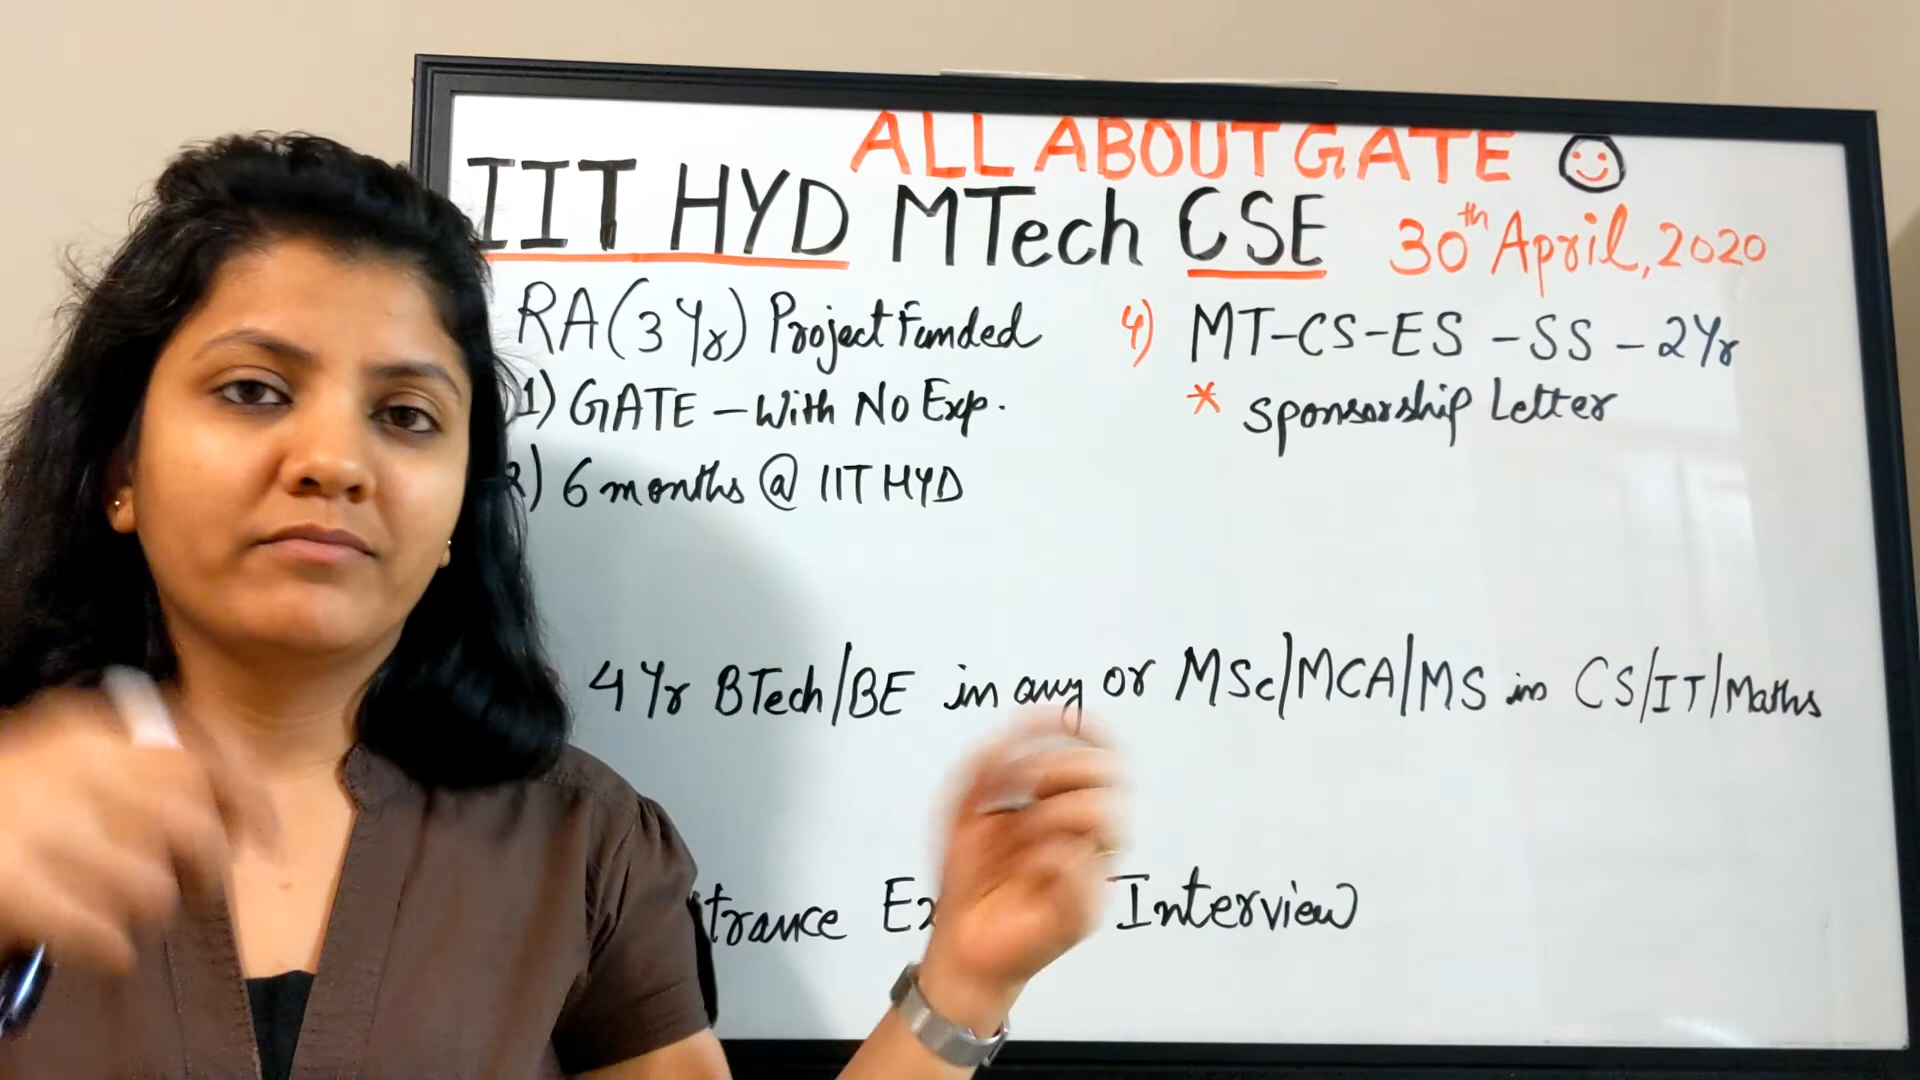 ALL ABOUT GATE
IIT HYD MTech CSE 30th April, 2020
RA (3 Yr) Project Funded
1) GATE - With No Exp.
2) 6 months @ IIT HYD
4) MT-CS-ES - SS - 2Yr
* Sponsorship Letter
4 Yr BTech/BE in any or MSc/MCA/MS in CS/IT/Maths
Interview